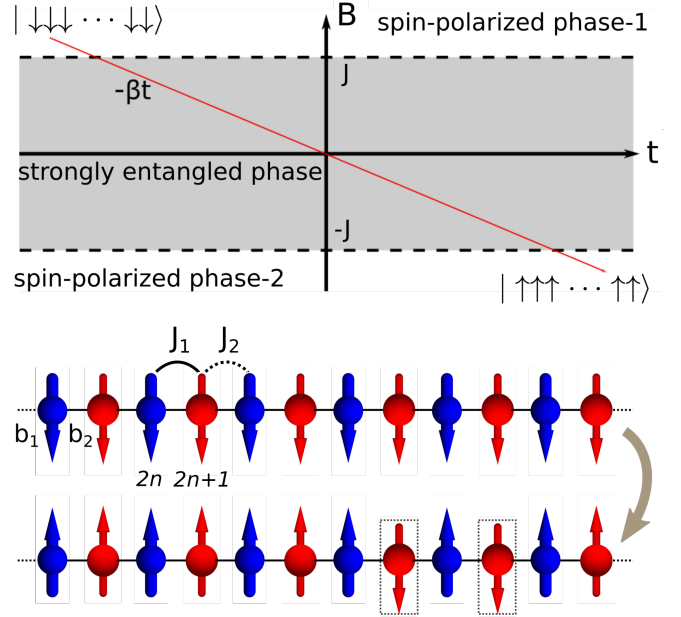 | ↓↓↓ ··· ↓↓⟩
B
spin-polarized phase-1
J
-βt
t
strongly entangled phase
-J
spin-polarized phase-2
| ↑↑↑ ··· ↑↑⟩
J₁ J₂
b₁ b₂
2n 2n+1